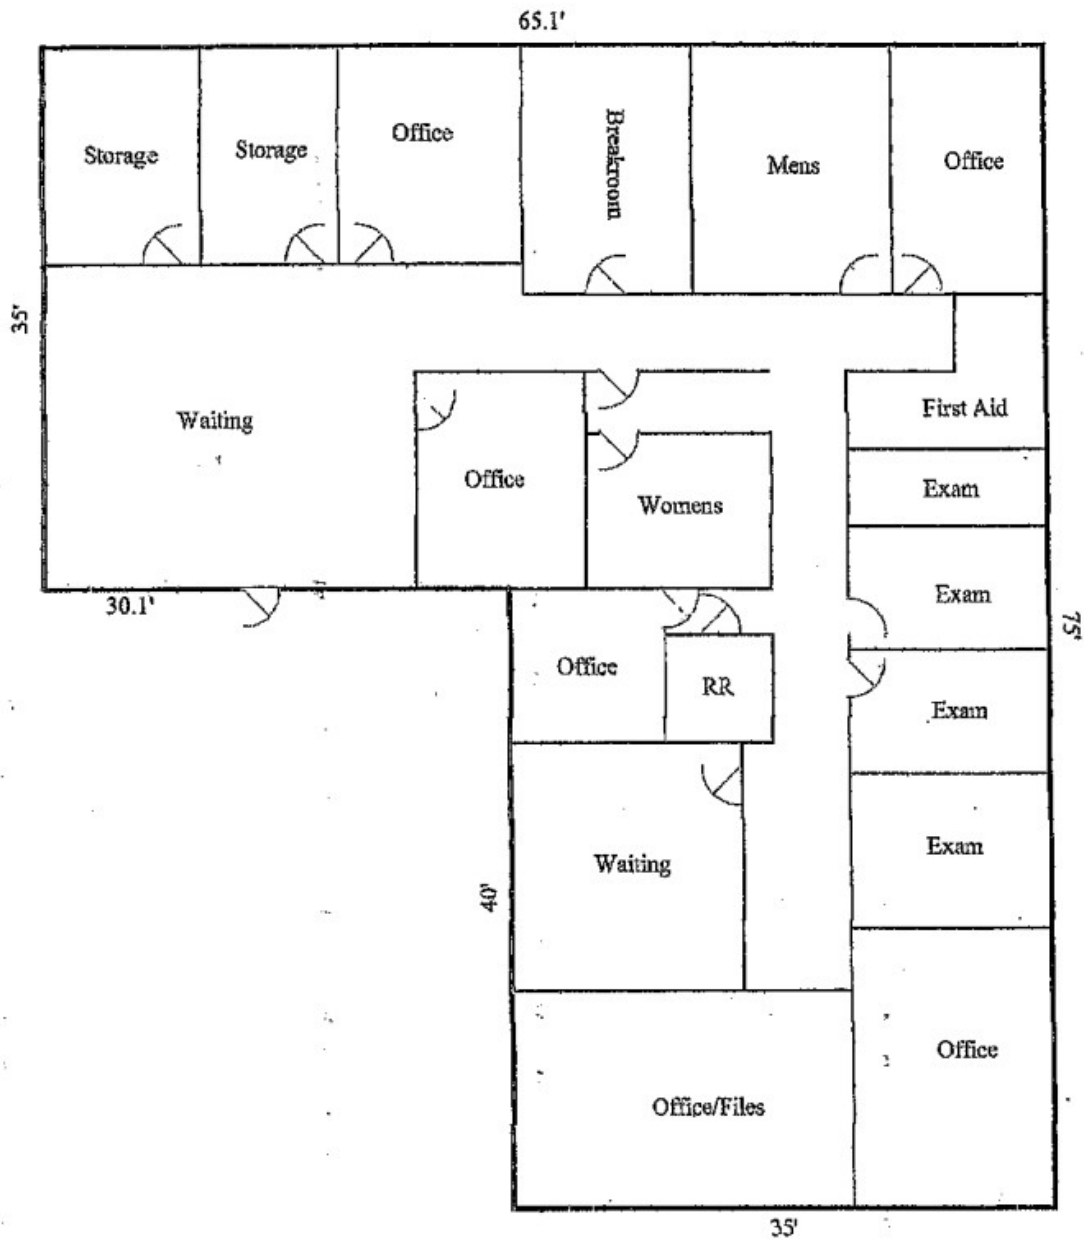 65.1'
Storage
Storage
Office
Breakroom
Mens
Office
35'
Waiting
First Aid
Office
Exam
Womens
30.1'
Exam
75'
Office
RR
Exam
Waiting
Exam
40'
Office
Office/Files
35'